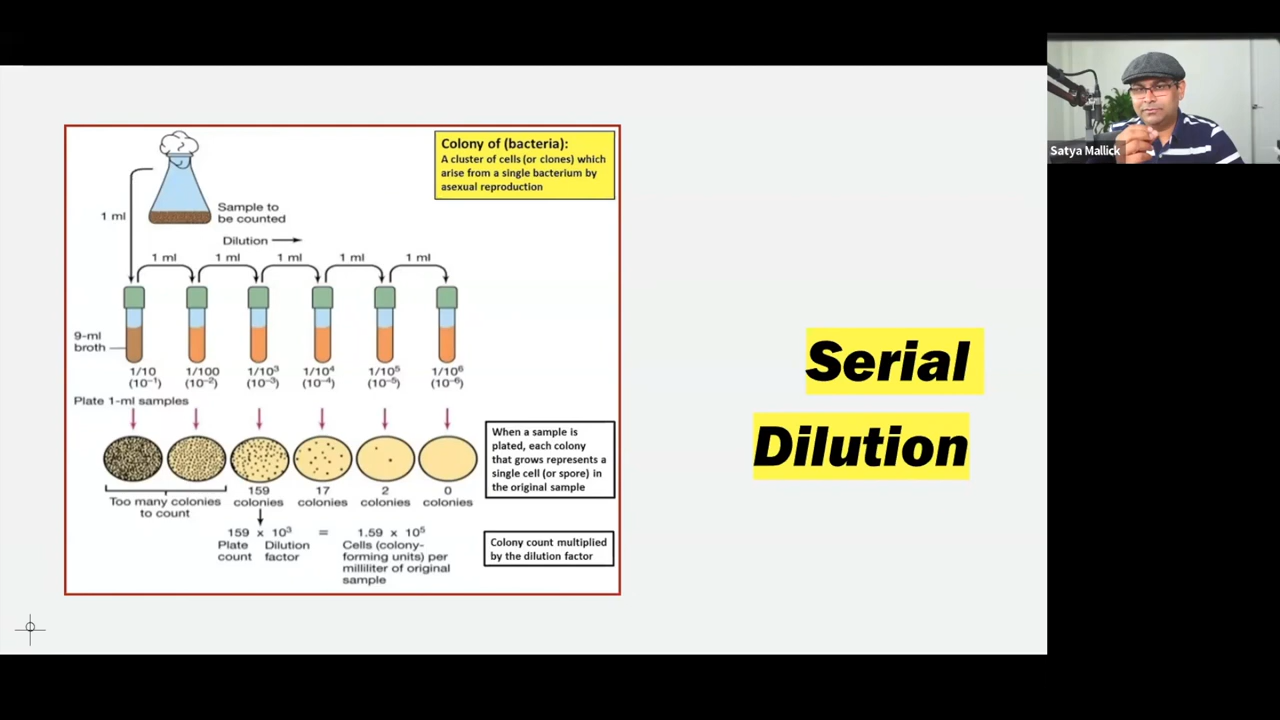 Satya Mallick
Colony of (bacteria):
A cluster of cells (or clones) which
arise from a single bacterium by
asexual reproduction
1 ml
Sample to
be counted
Dilution
1 ml 1 ml 1 ml 1 ml 1 ml
9-ml
broth
1/10 1/100 1/10³ 1/10⁴ 1/10⁵ 1/10⁶
(10⁻¹) (10⁻²) (10⁻³) (10⁻⁴) (10⁻⁵) (10⁻⁶)
Plate 1-ml samples
When a sample is
plated, each colony
that grows represents a
single cell (or spore) in
the original sample
Too many colonies
to count
159 17 2 0
colonies colonies colonies colonies
159 x 10³ = 1.59 x 10⁵
Plate Dilution
count factor
Cells (colony-
forming units) per
milliliter of original
sample
Colony count multiplied
by the dilution factor
Serial
Dilution